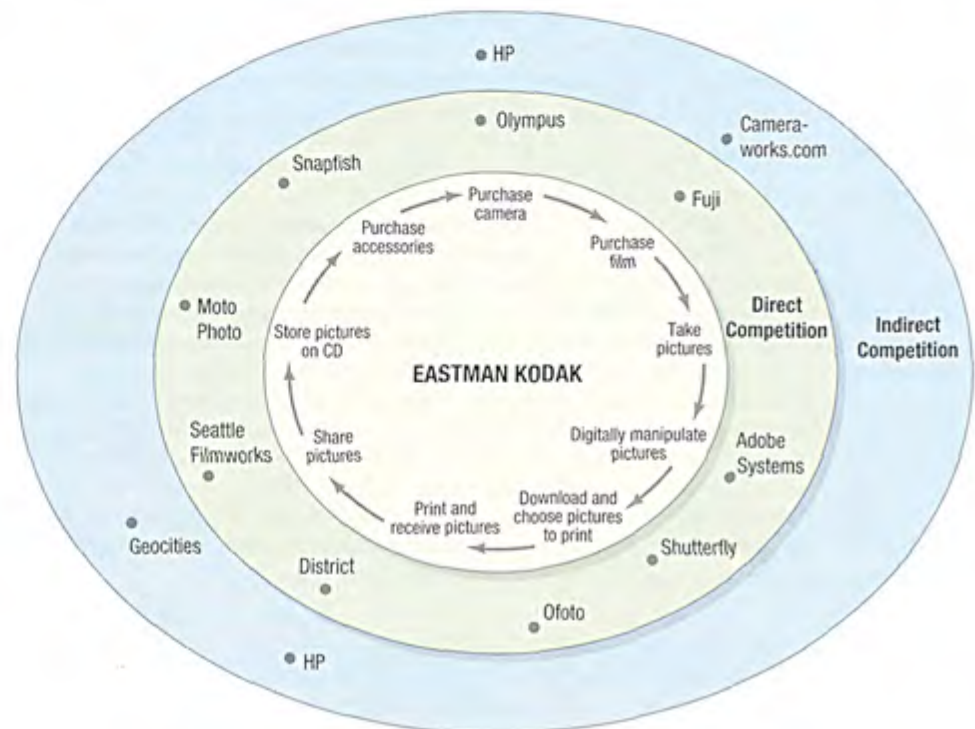 HP
Camera-
works.com
Olympus
Snapfish
Fuji
Purchase
camera
Purchase
accessories
Purchase
film
Moto
Photo
Store pictures
on CD
Take
pictures
Direct
Competition
Indirect
Competition
EASTMAN KODAK
Seattle
Filmworks
Share
pictures
Digitally manipulate
pictures
Adobe
Systems
Print and
receive pictures
Download and
choose pictures
to print
Geocities
Shutterfly
District
Ofoto
HP